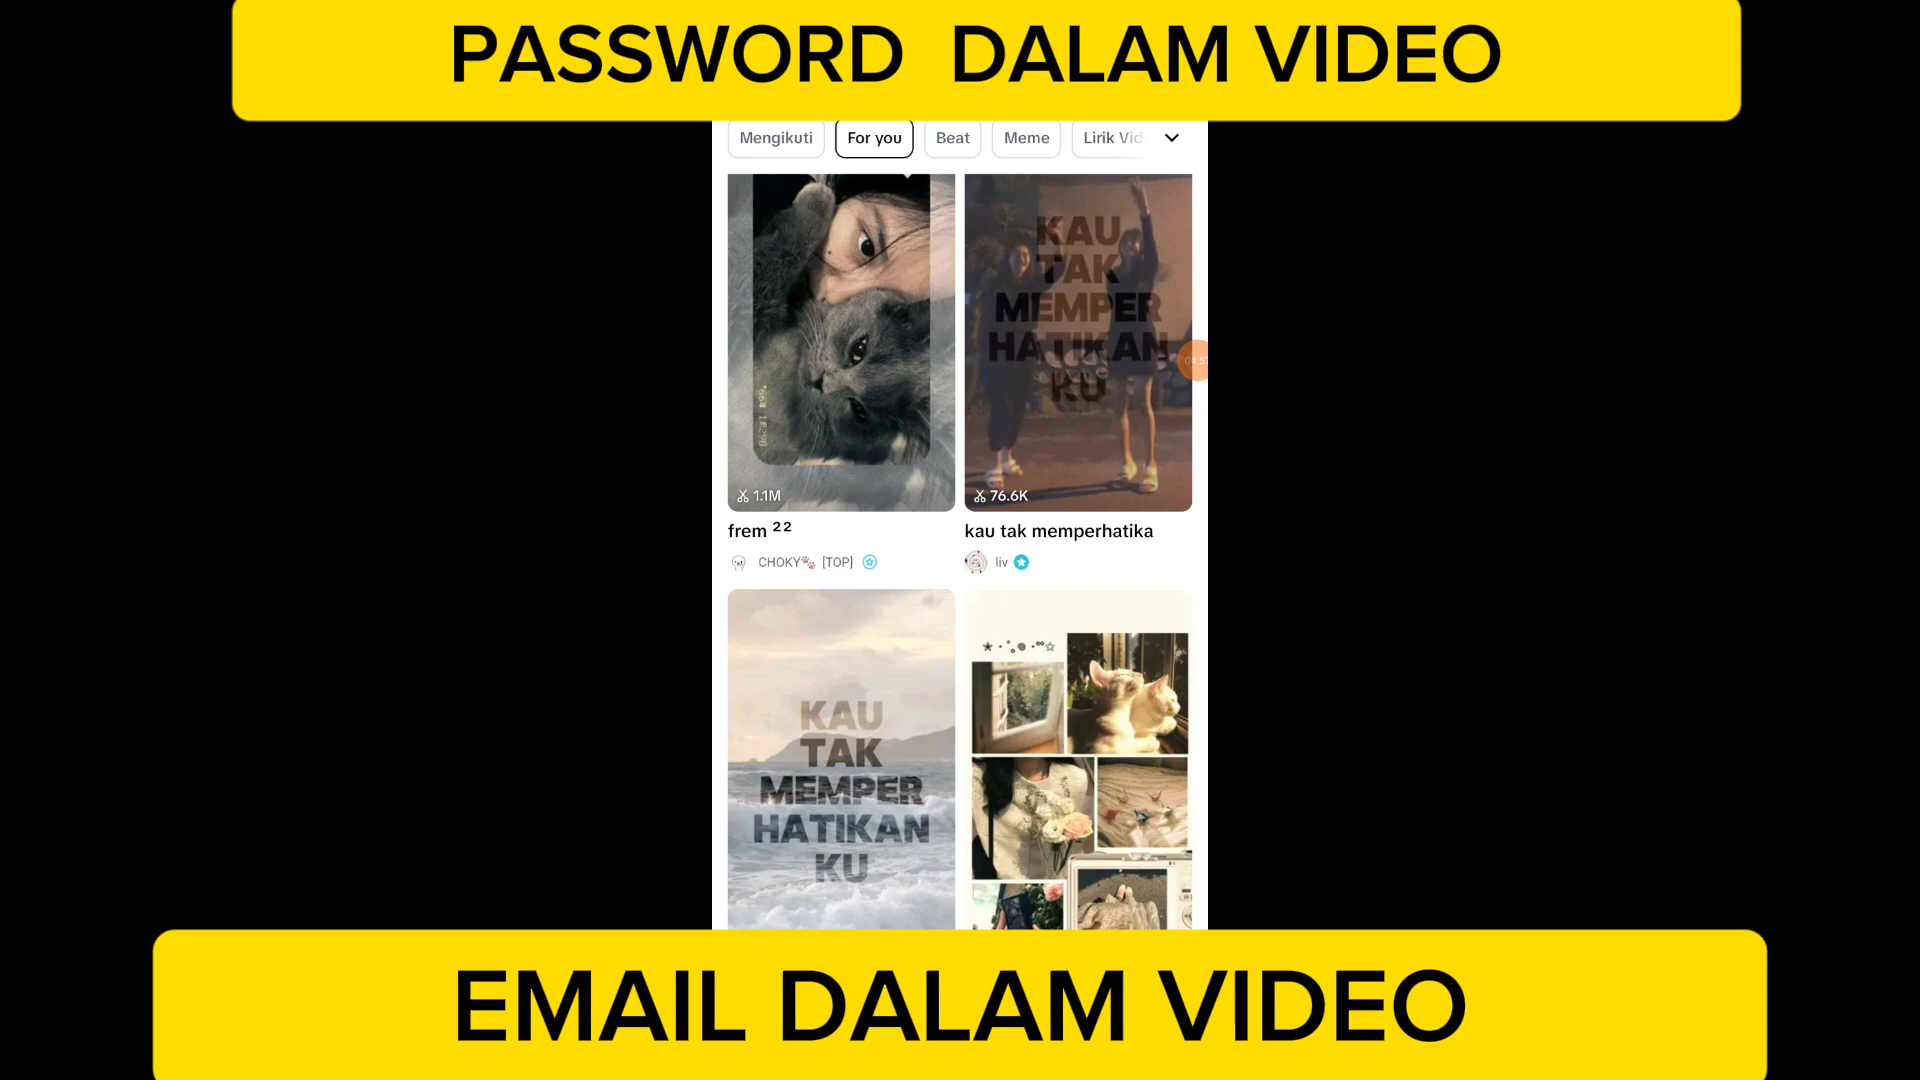 PASSWORD DALAM VIDEO
Mengikuti For you Beat Meme Lirik Vid
KAU
TAK
MEMPER
HATIKAN
KU
1.1M
76.6K
frem ²²
kau tak memperhatika
CHOKY [TOP]
liv
KAU
TAK
MEMPER
HATIKAN
KU
EMAIL DALAM VIDEO